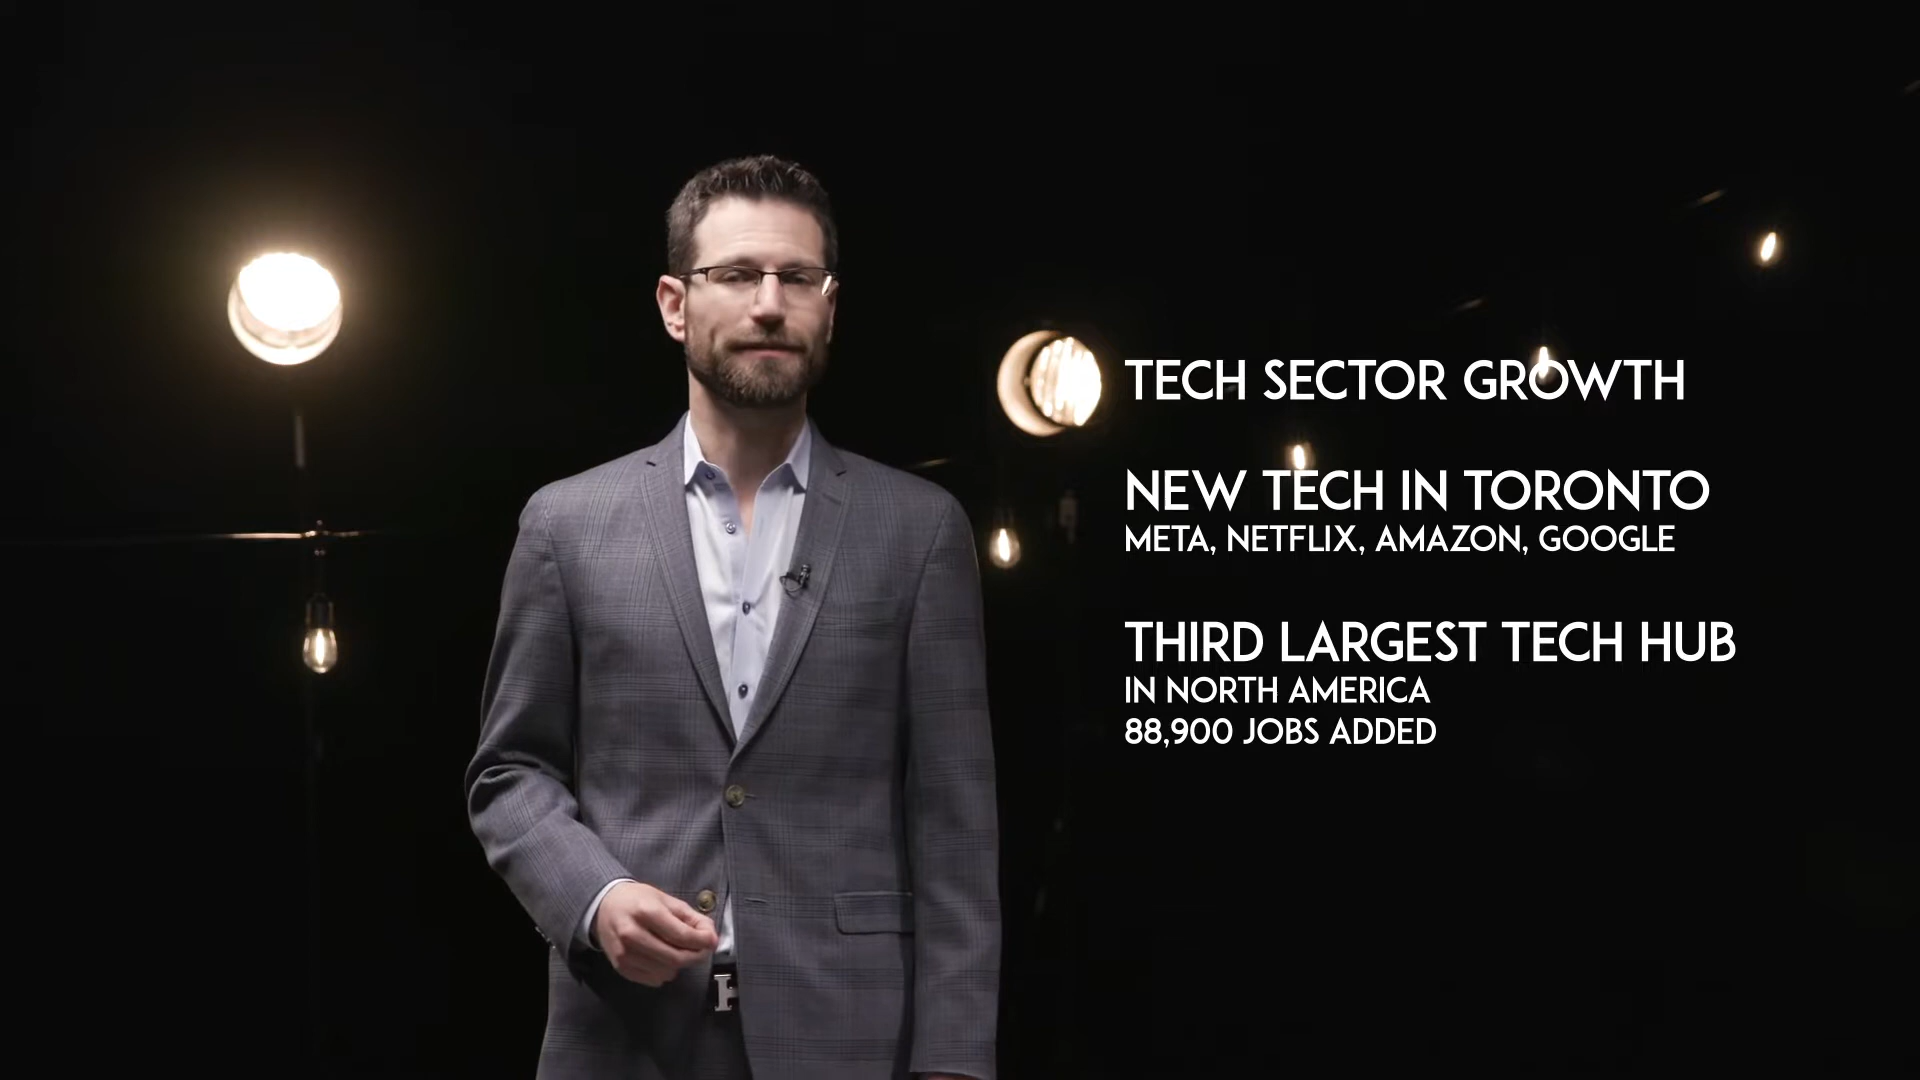 TECH SECTOR GROWTH
NEW TECH IN TORONTO
META, NETFLIX, AMAZON, GOOGLE
THIRD LARGEST TECH HUB
IN NORTH AMERICA
88,900 JOBS ADDED